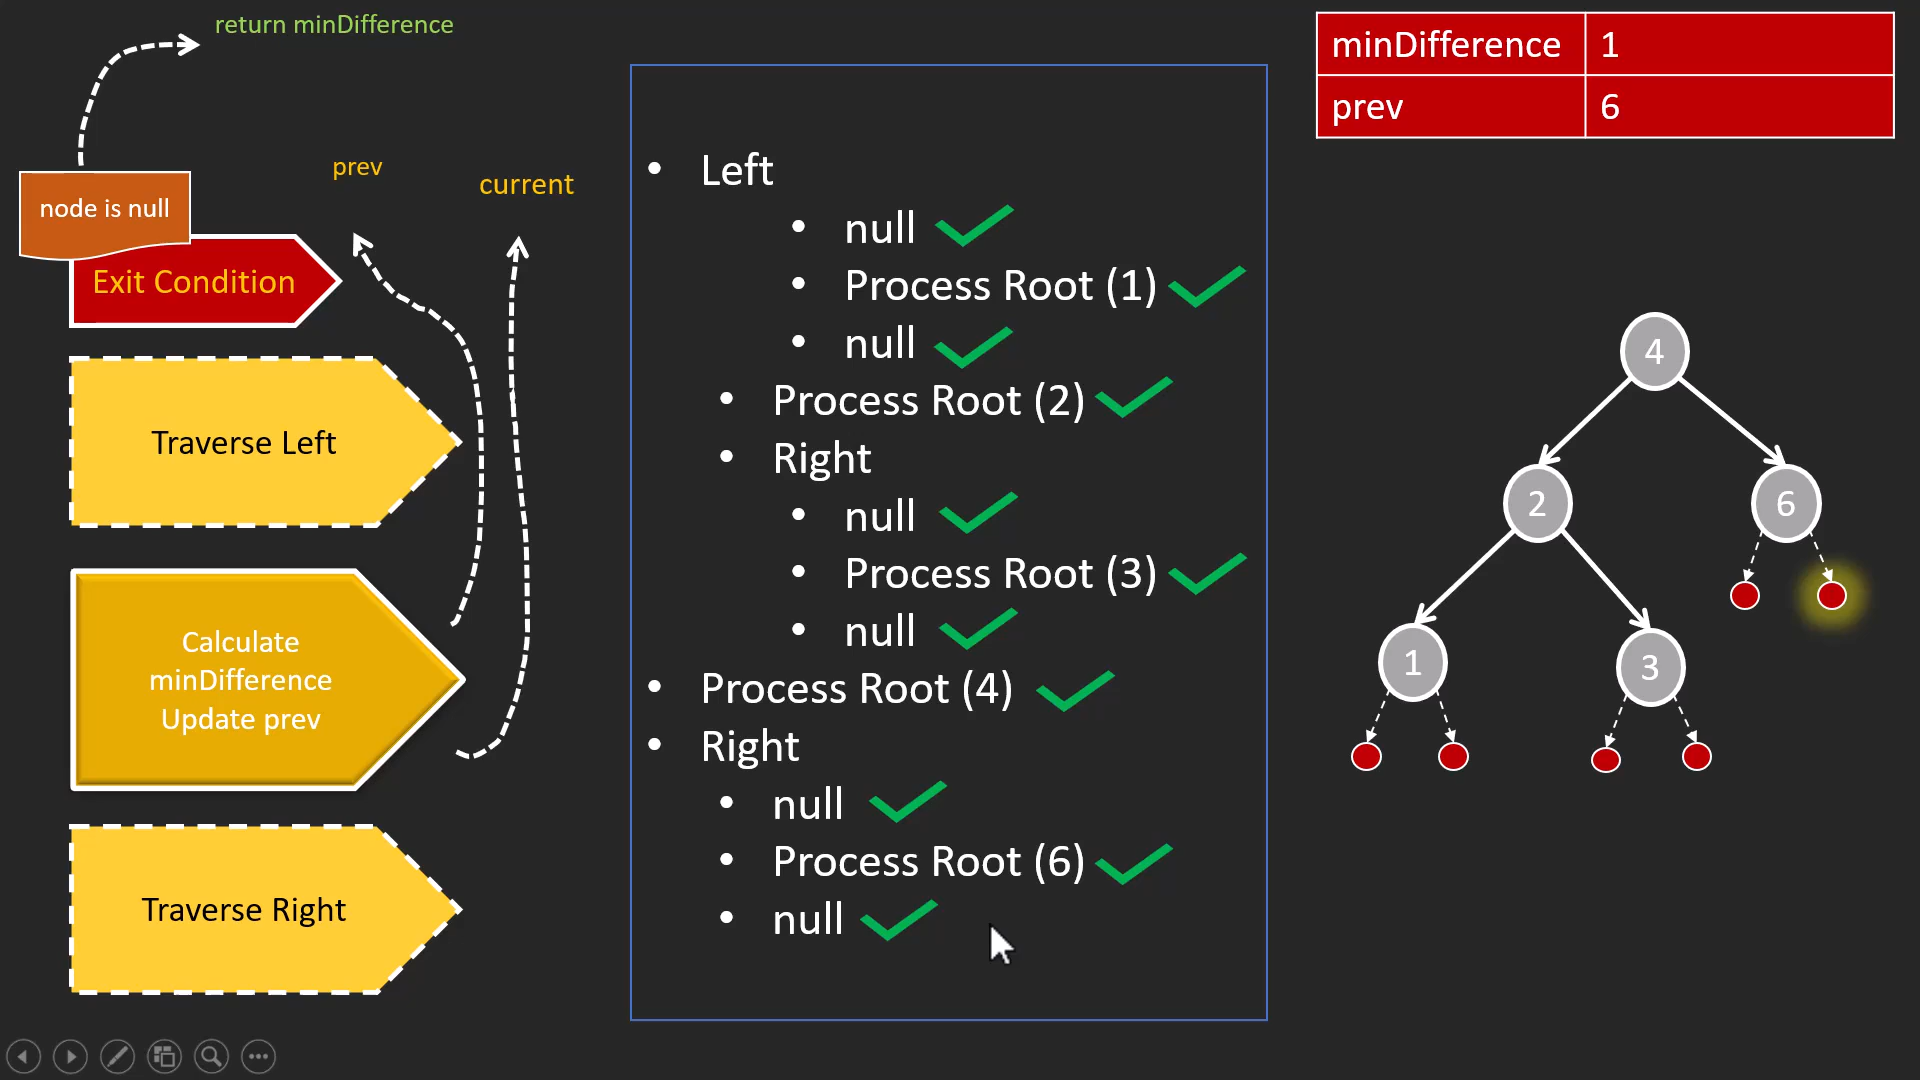 return minDifference
prev
current
node is null
Exit Condition
Traverse Left
Calculate
minDifference
Update prev
Traverse Right
• Left
• null
• Process Root (1)
• null
• Process Root (2)
• Right
• null
• Process Root (3)
• null
• Process Root (4)
• Right
• null
• Process Root (6)
• null
minDifference 1
prev 6
4
2
6
1
3